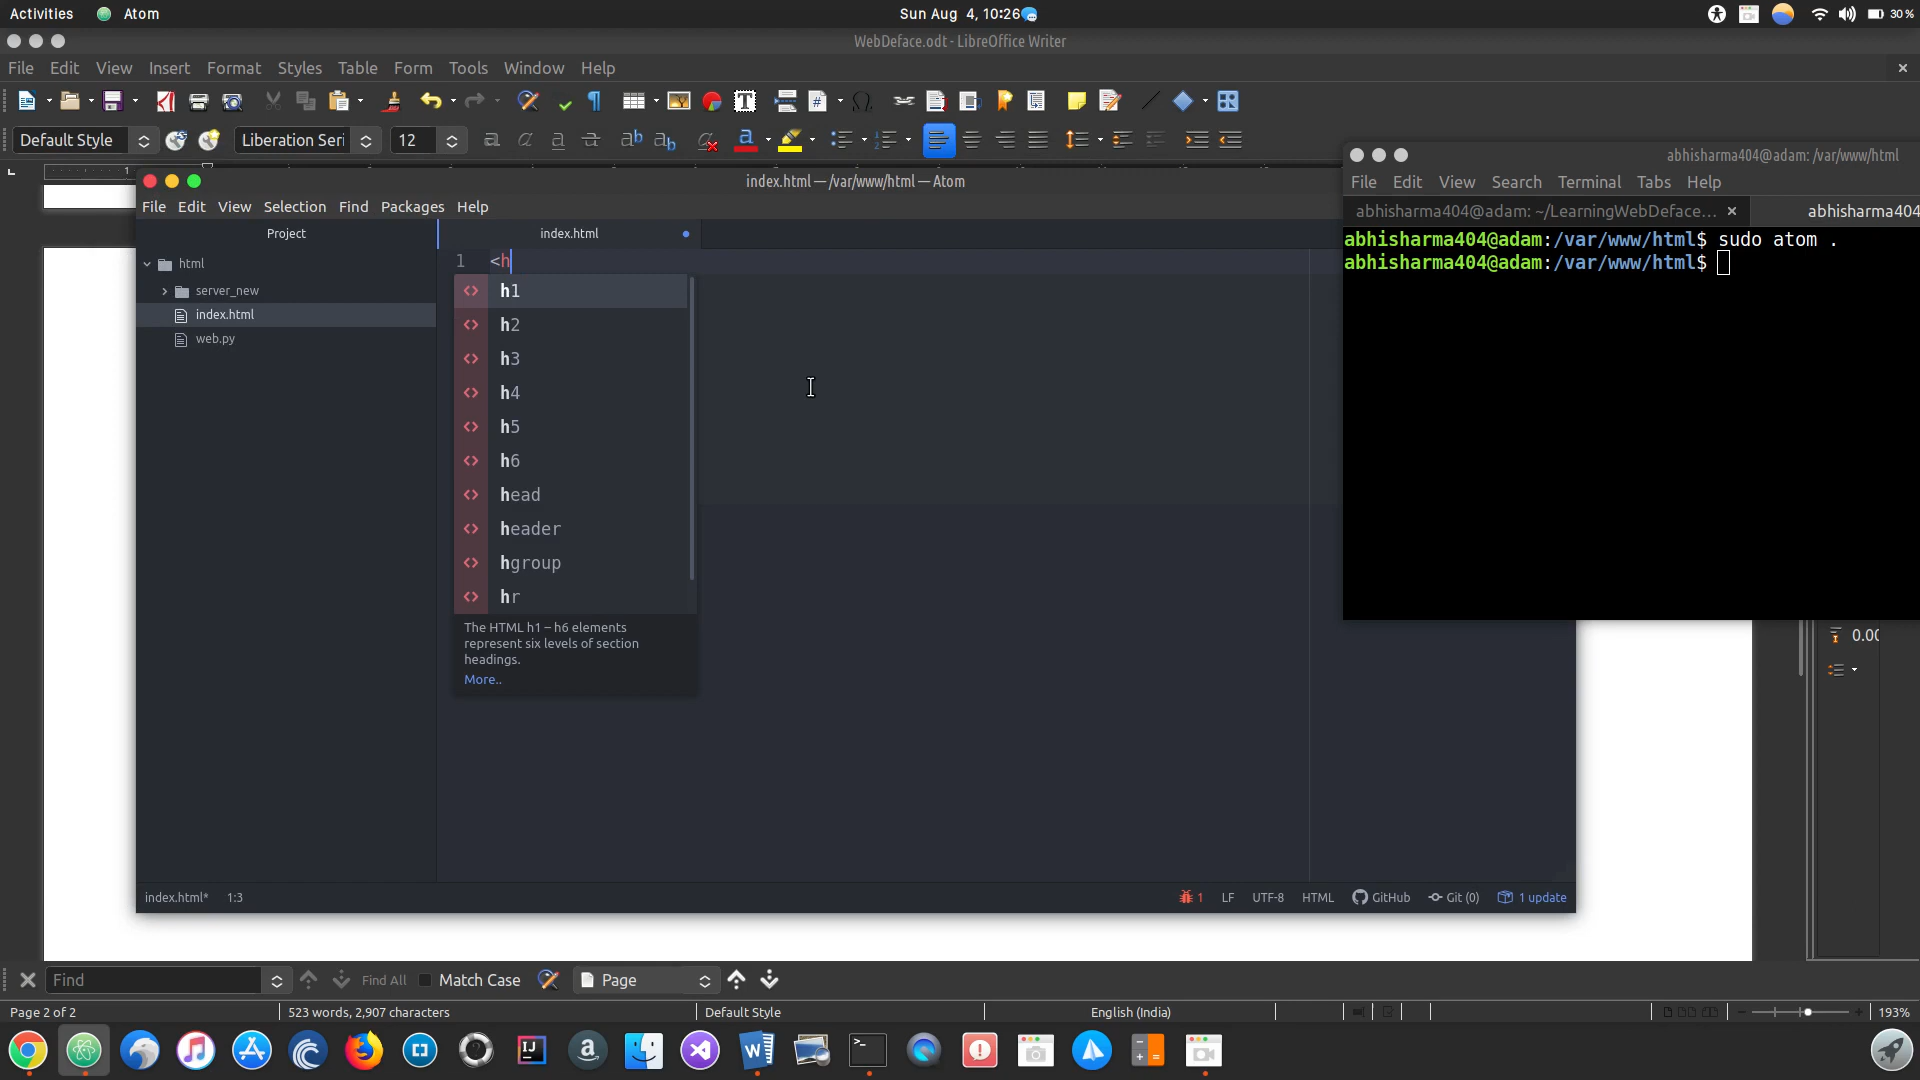 Activities Atom Sun Aug 4, 10:26 30 %
WebDeface.odt - LibreOffice Writer
File Edit View Insert Format Styles Table Form Tools Window Help
Default Style Liberation Seri 12
abhisharma404@adam: /var/www/html
File Edit View Search Terminal Tabs Help
abhisharma404@adam: ~/LearningWebDeface... abhisharma404
abhisharma404@adam:/var/www/html$ sudo atom .
abhisharma404@adam:/var/www/html$
index.html — /var/www/html — Atom
File Edit View Selection Find Packages Help
Project index.html
html
server_new
index.html
web.py
1 <h
h1
h2
h3
h4
h5
h6
head
header
hgroup
hr
The HTML h1 – h6 elements
represent six levels of section
headings.
More..
0.00
index.html* 1:3 1 LF UTF-8 HTML GitHub Git (0) 1 update
Find Find All Match Case Page
Page 2 of 2 523 words, 2,907 characters Default Style English (India) 193%